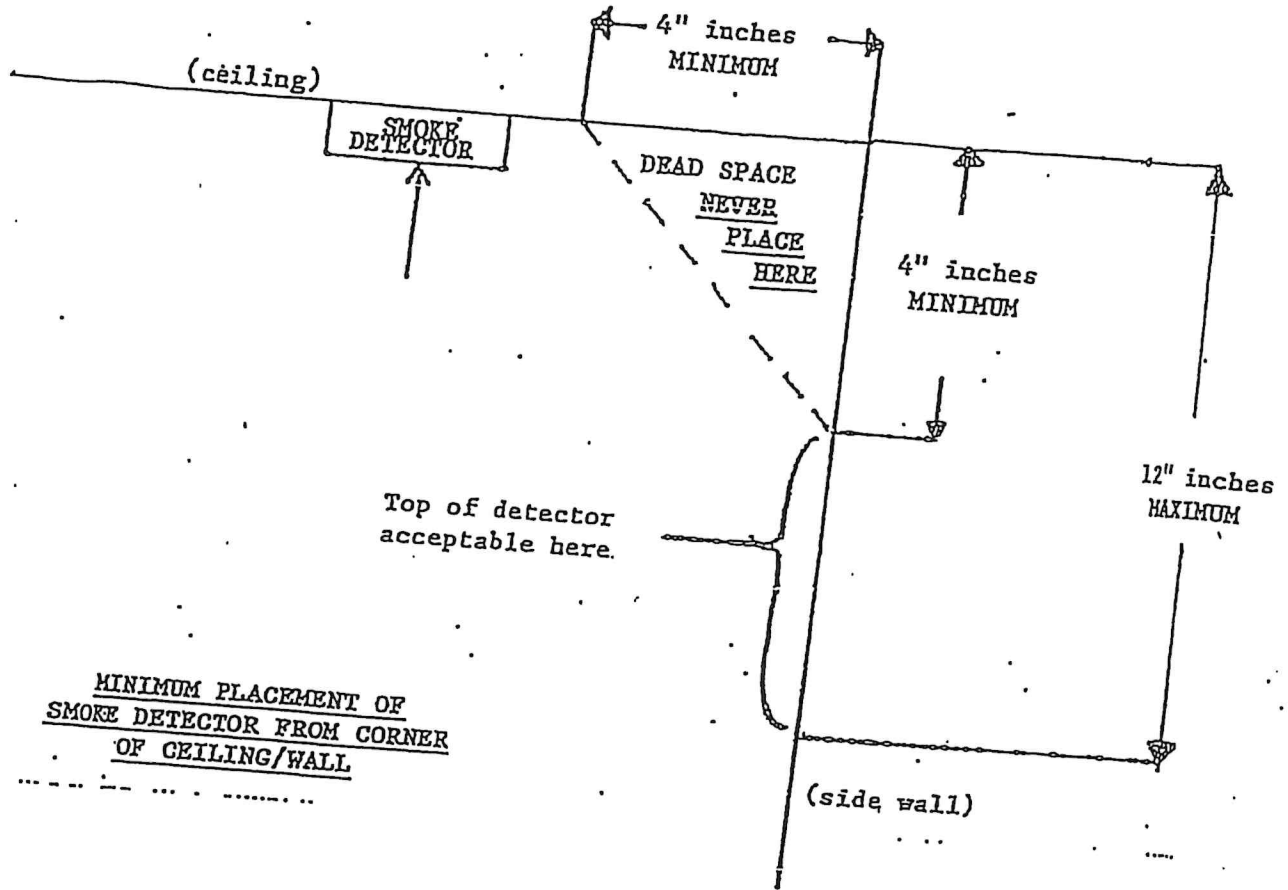 4" inches
MINIMUM
(ceiling)
SMOKE
DETECTOR
DEAD SPACE
NEVER
PLACE
HERE
4" inches
MINIMUM
12" inches
MAXIMUM
Top of detector
acceptable here.
MINIMUM PLACEMENT OF
SMOKE DETECTOR FROM CORNER
OF CEILING/WALL
(side wall)